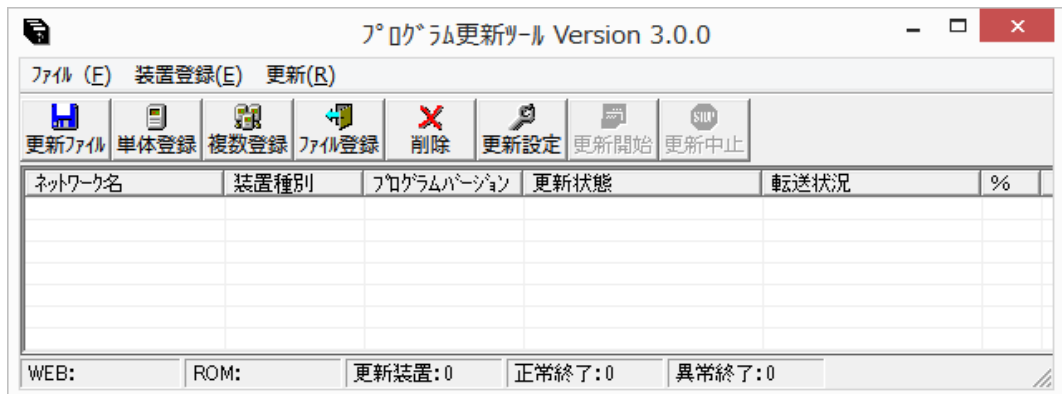 ﾌﾟﾛｸﾞﾗﾑ更新ﾂｰﾙ Version 3.0.0
ﾌｧｲﾙ (F) 装置登録(E) 更新(R)
更新ﾌｧｲﾙ 単体登録 複数登録 ﾌｧｲﾙ登録 削除 更新設定 更新開始 更新中止
ﾈｯﾄﾜｰｸ名 装置種別 ﾌﾟﾛｸﾞﾗﾑﾊﾞｰｼﾞｮﾝ 更新状態 転送状況 %
WEB: ROM: 更新装置:0 正常終了:0 異常終了:0